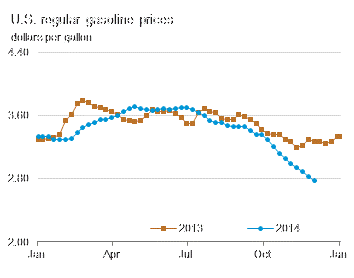 U.S. regular gasoline prices
dollars per gallon
4.40
3.60
2.80
2.00
Jan Apr Jul Oct Jan
2013 2014